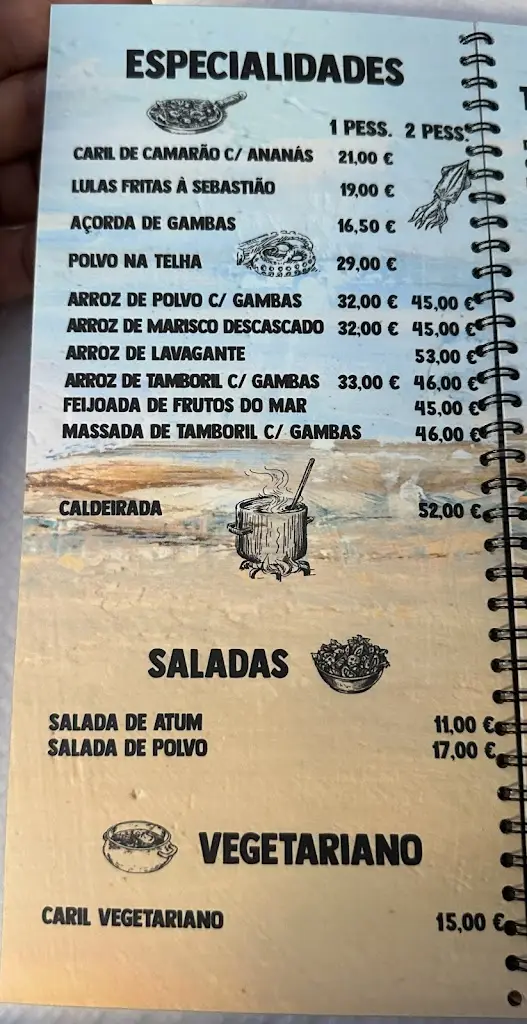 ESPECIALIDADES
1 PESS. 2 PESS.
CARIL DE CAMARÃO C/ ANANÁS 21,00 €
LULAS FRITAS À SEBASTIÃO 19,00 €
AÇORDA DE GAMBAS 16,50 €
POLVO NA TELHA 29,00 €
ARROZ DE POLVO C/ GAMBAS 32,00 € 45,00 €
ARROZ DE MARISCO DESCASCADO 32,00 € 45,00 €
ARROZ DE LAVAGANTE 53,00 €
ARROZ DE TAMBORIL C/ GAMBAS 33,00 € 46,00 €
FEIJOADA DE FRUTOS DO MAR 45,00 €
MASSADA DE TAMBORIL C/ GAMBAS 46,00 €
CALDEIRADA 52,00 €
SALADAS
SALADA DE ATUM 11,00 €
SALADA DE POLVO 17,00 €
VEGETARIANO
CARIL VEGETARIANO 15,00 €